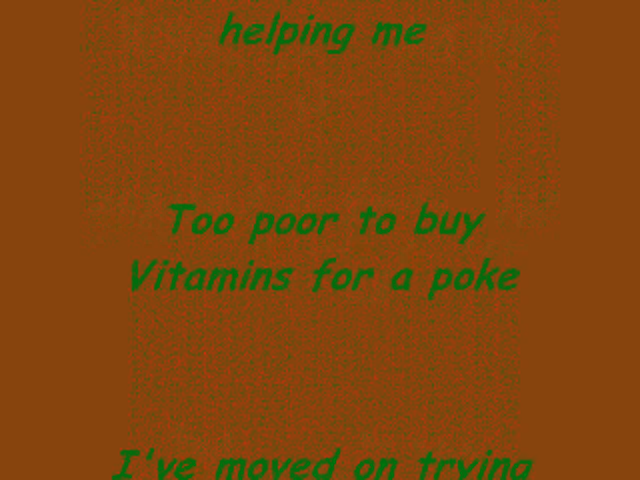 helping me
Too poor to buy
Vitamins for a poke
I've moved on trying